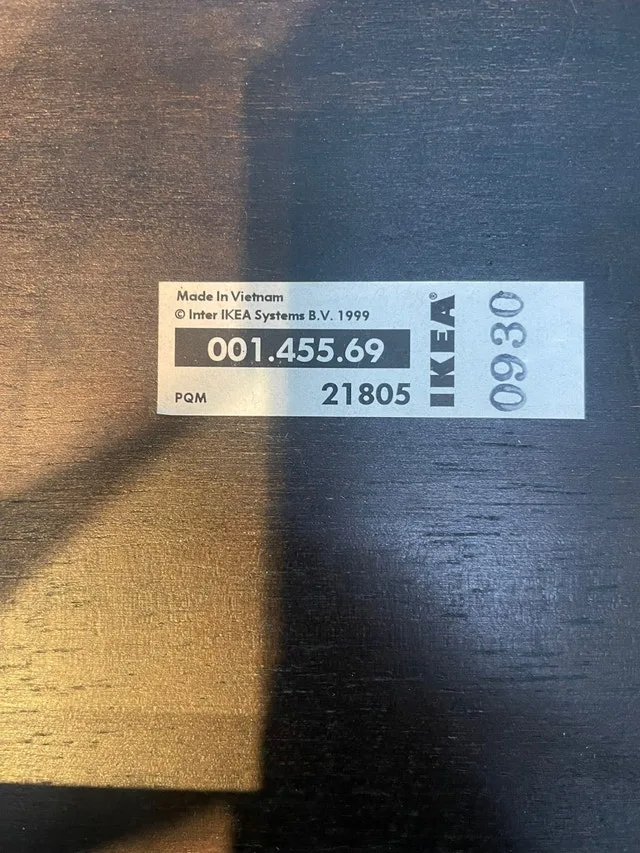 Made In Vietnam
© Inter IKEA Systems B.V. 1999
001.455.69
PQM 21805
IKEA®
0930